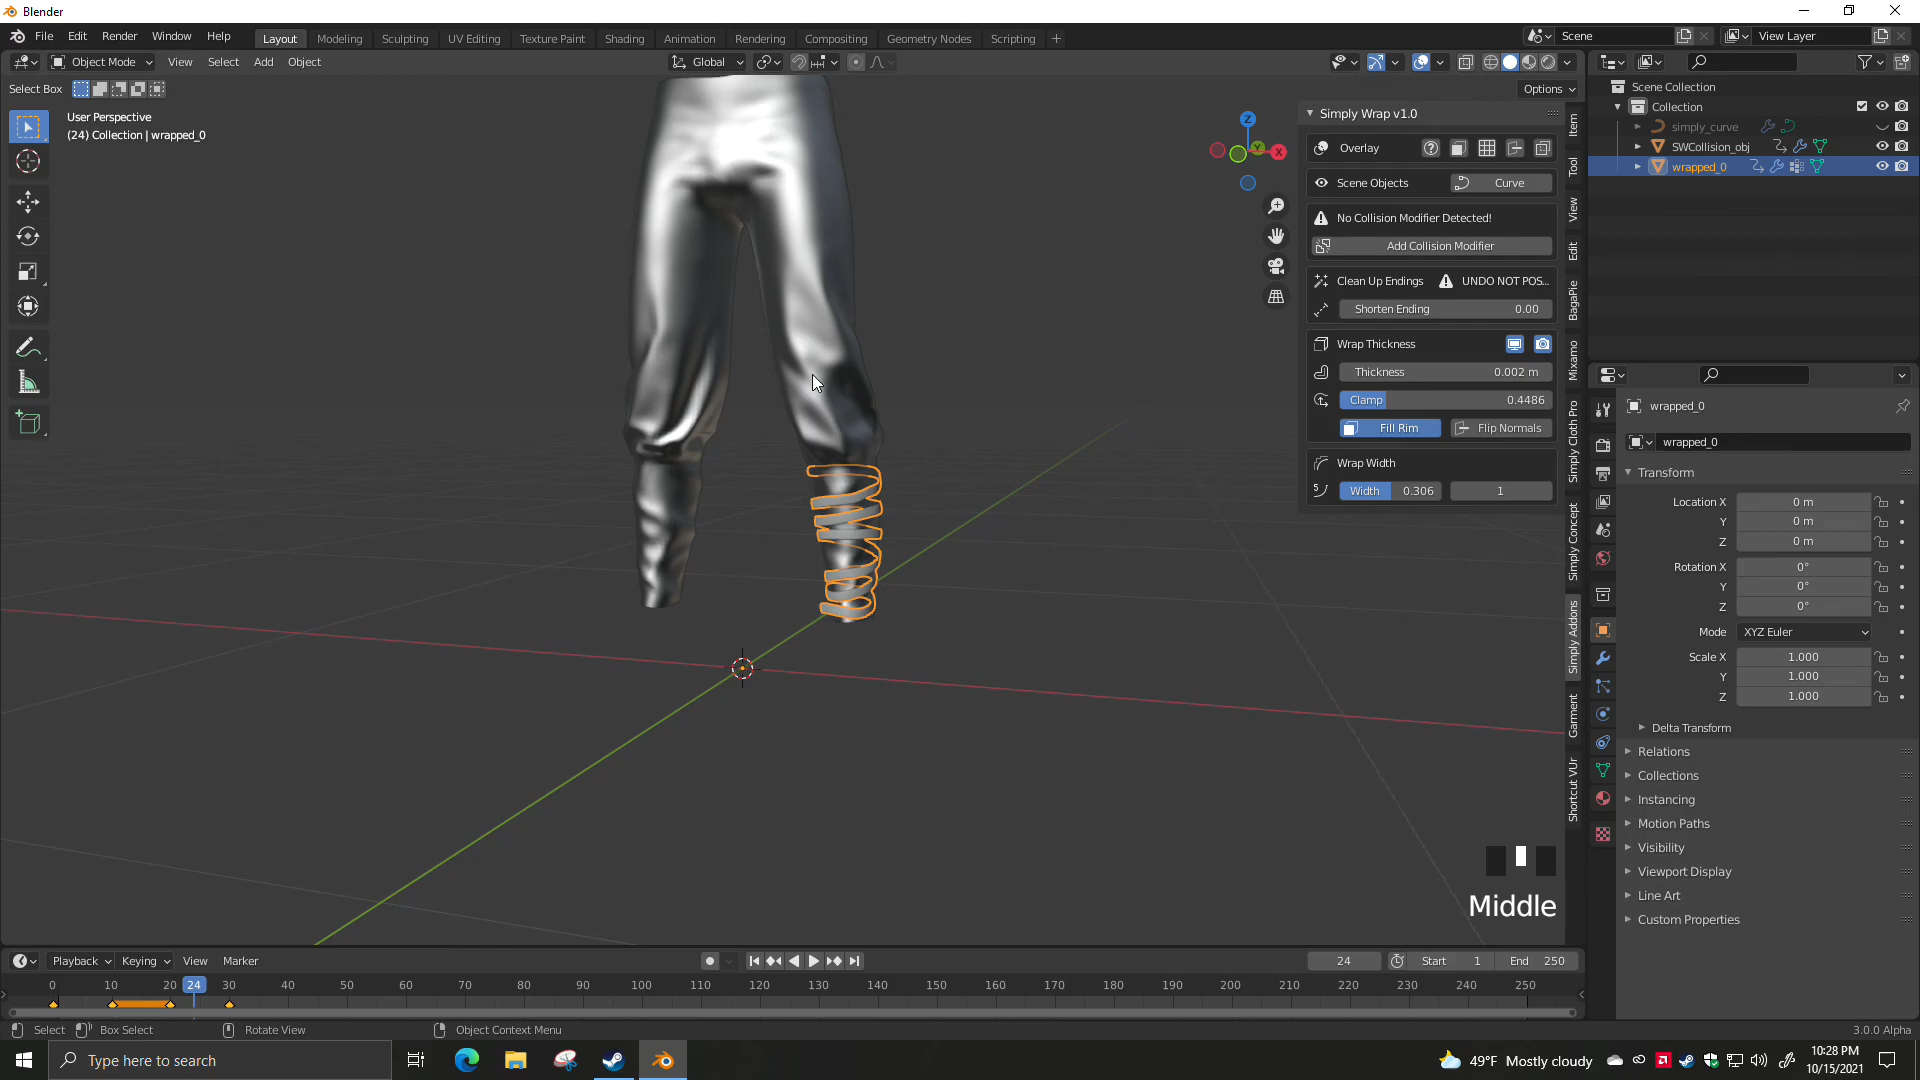 Blender
File Edit Render Window Help
Layout Modeling Sculpting UV Editing Texture Paint Shading Animation Rendering Compositing Geometry Nodes Scripting
Scene
View Layer
Object Mode View Select Add Object
Global
Select Box
Options
User Perspective
(24) Collection | wrapped_0
Z
Y
X
Simply Wrap v1.0
Overlay
Scene Objects Curve
No Collision Modifier Detected!
Add Collision Modifier
Clean Up Endings UNDO NOT POS...
Shorten Ending 0.00
Wrap Thickness
Thickness 0.002 m
Clamp 0.4486
Fill Rim Flip Normals
Wrap Width
Width 0.306 1
Item
Tool
View
Edit
BagaPie
Mixamo
Simply Cloth Pro
Simply Concept
Simply Addons
Garment
Shortcut VUr
Scene Collection
Collection
simply_curve
SWCollision_obj
wrapped_0
wrapped_0
wrapped_0
Transform
Location X 0 m
Y 0 m
Z 0 m
Rotation X 0°
Y 0°
Z 0°
Mode XYZ Euler
Scale X 1.000
Y 1.000
Z 1.000
Delta Transform
Relations
Collections
Instancing
Motion Paths
Visibility
Viewport Display
Line Art
Custom Properties
Middle
Playback Keying View Marker
24 Start 1 End 250
0 10 20 24 30 40 50 60 70 80 90 100 110 120 130 140 150 160 170 180 190 200 210 220 230 240 250
Select Box Select Rotate View Object Context Menu
3.0.0 Alpha
Type here to search
49°F Mostly cloudy
10:28 PM
10/15/2021